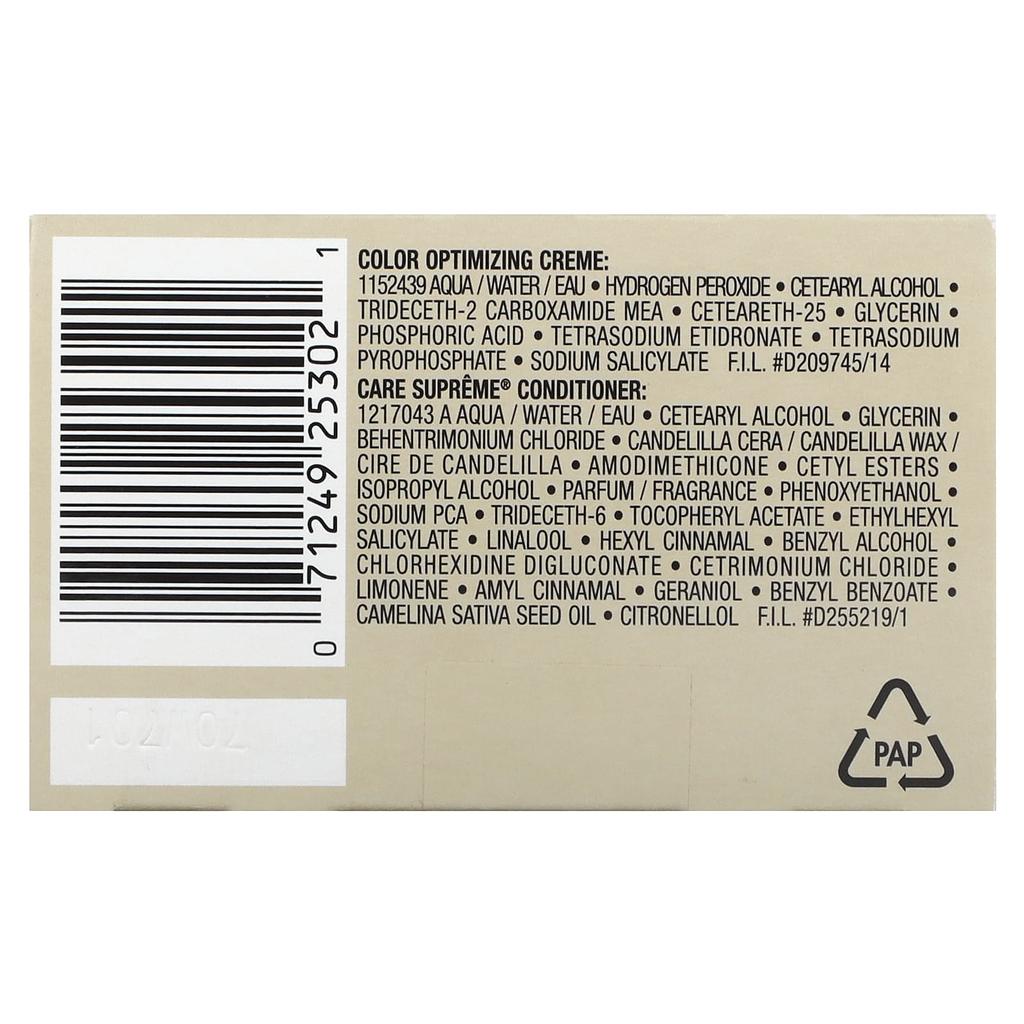 COLOR OPTIMIZING CREME:
1152439 AQUA / WATER / EAU • HYDROGEN PEROXIDE • CETEARYL ALCOHOL •
TRIDECETH-2 CARBOXAMIDE MEA • CETEARETH-25 • GLYCERIN •
PHOSPHORIC ACID • TETRASODIUM ETIDRONATE • TETRASODIUM
PYROPHOSPHATE • SODIUM SALICYLATE F.I.L. #D209745/14
CARE SUPRÊME® CONDITIONER:
1217043 A AQUA / WATER / EAU • CETEARYL ALCOHOL • GLYCERIN •
BEHENTRIMONIUM CHLORIDE • CANDELILLA CERA / CANDELILLA WAX /
CIRE DE CANDELILLA • AMODIMETHICONE • CETYL ESTERS •
ISOPROPYL ALCOHOL • PARFUM / FRAGRANCE • PHENOXYETHANOL •
SODIUM PCA • TRIDECETH-6 • TOCOPHERYL ACETATE • ETHYLHEXYL
SALICYLATE • LINALOOL • HEXYL CINNAMAL • BENZYL ALCOHOL •
CHLORHEXIDINE DIGLUCONATE • CETRIMONIUM CHLORIDE •
LIMONENE • AMYL CINNAMAL • GERANIOL • BENZYL BENZOATE •
CAMELINA SATIVA SEED OIL • CITRONELLOL F.I.L. #D255219/1
0 71249 25302 1
PAP